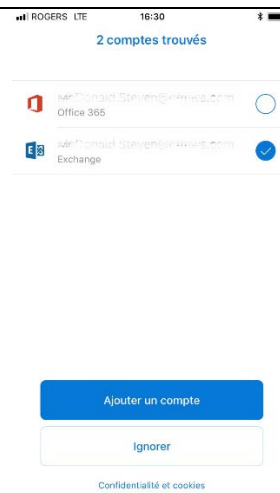 ROGERS LTE 16:30
2 comptes trouvés
Office 365
Exchange
Ajouter un compte
Ignorer
Confidentialité et cookies